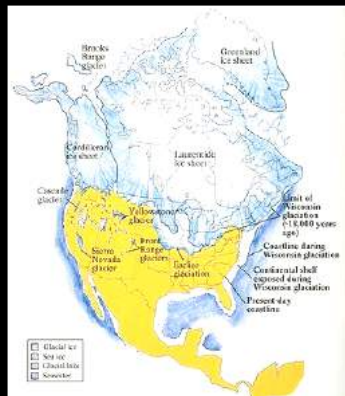 Brooks
Range
glacier
Greenland
ice sheet
Cordilleran
ice sheet
Laurentide
ice sheet
Cascade
glacier
Limit of
Wisconsin
glaciation
(~18,000 years
ago)
Yellowstone
glacier
Front
Range
glaciers
Sierra
Nevada
glacier
Earlier
glaciation
Coastline during
Wisconsin glaciation
Continental shelf
exposed during
Wisconsin glaciation
Present-day
coastline
Glacial ice
Sea ice